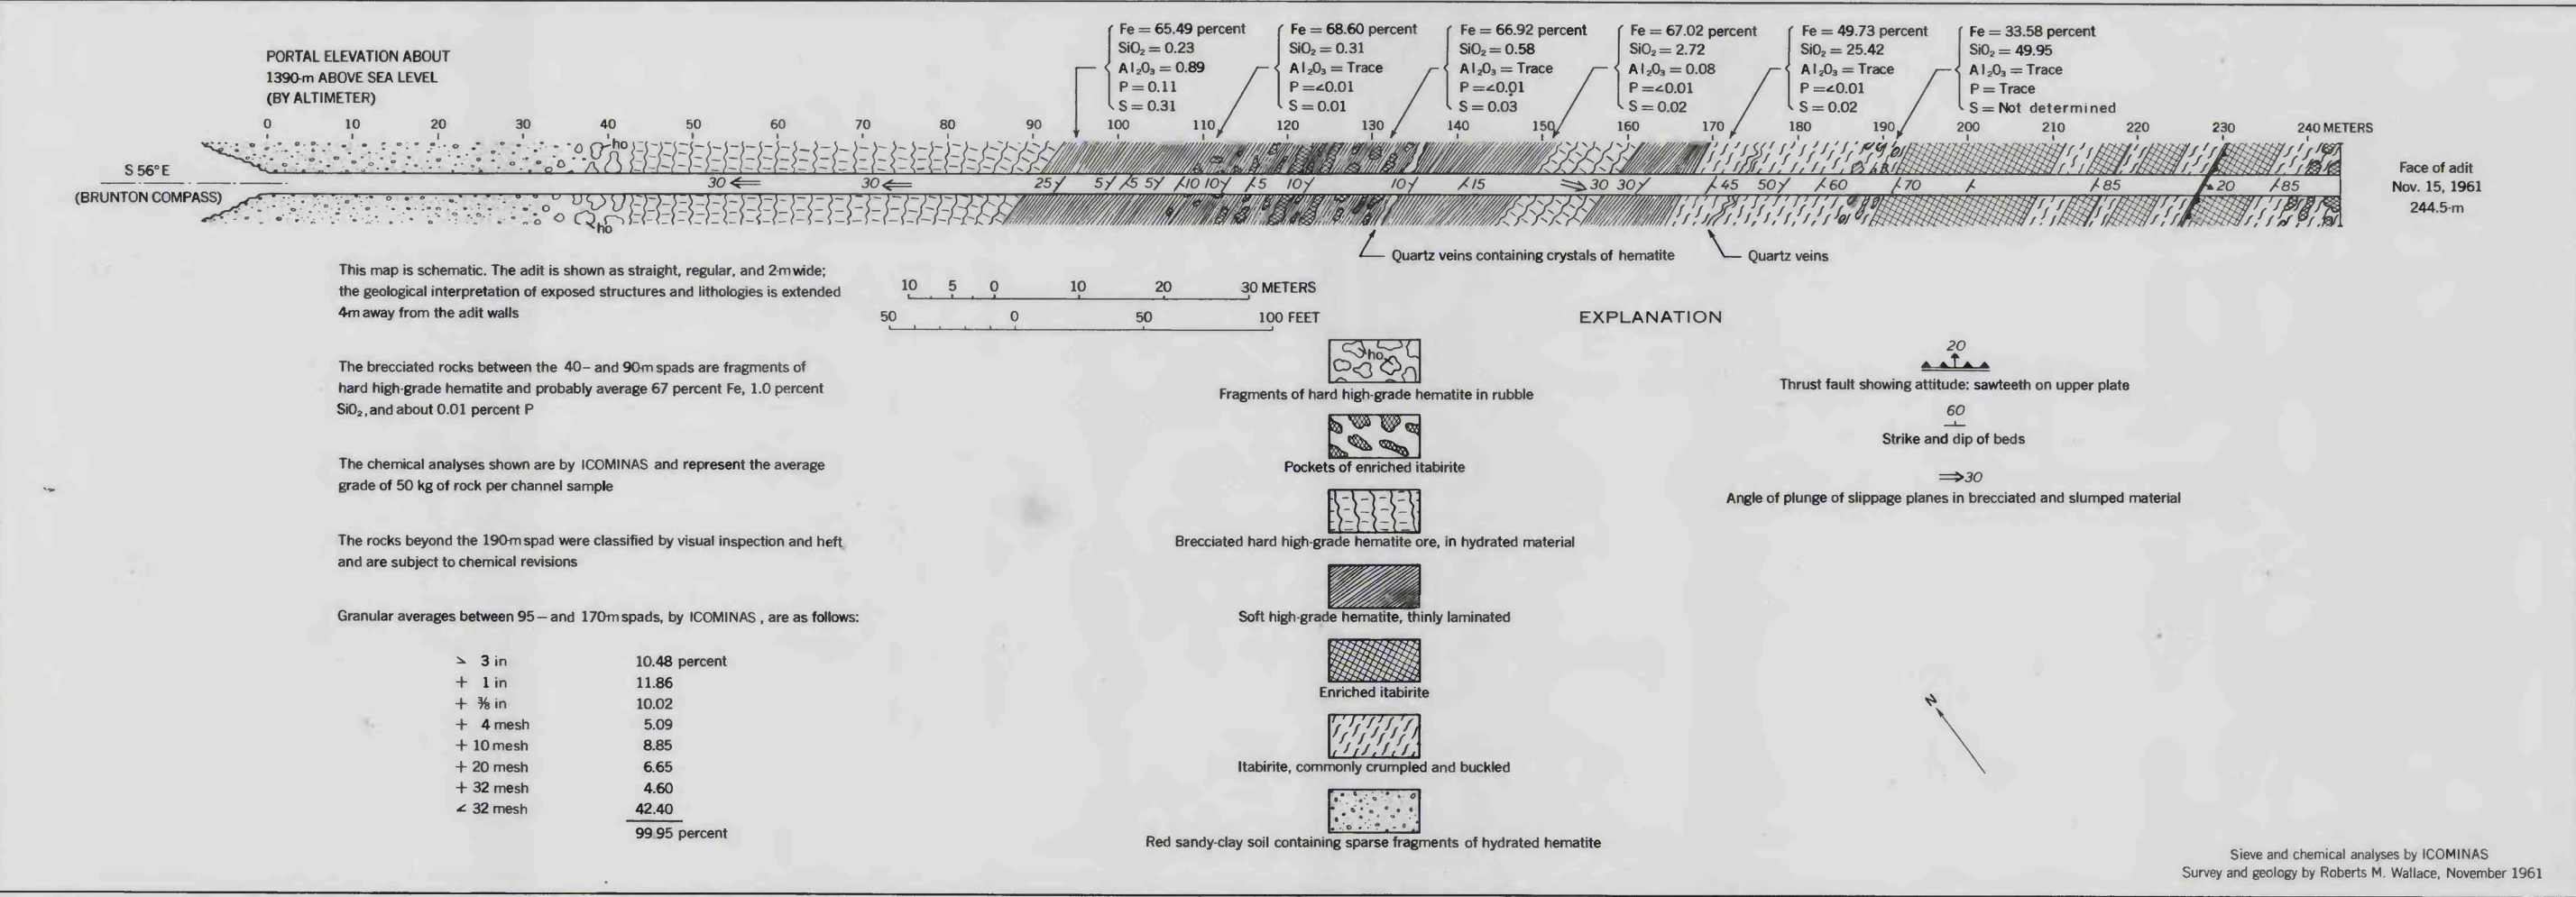 PORTAL ELEVATION ABOUT
1390-m ABOVE SEA LEVEL
(BY ALTIMETER)
Fe = 65.49 percent
SiO₂ = 0.23
Al₂O₃ = 0.89
P = 0.11
S = 0.31
Fe = 68.60 percent
SiO₂ = 0.31
Al₂O₃ = Trace
P = <0.01
S = 0.01
Fe = 66.92 percent
SiO₂ = 0.58
Al₂O₃ = Trace
P = <0.01
S = 0.03
Fe = 67.02 percent
SiO₂ = 2.72
Al₂O₃ = 0.08
P = <0.01
S = 0.02
Fe = 49.73 percent
SiO₂ = 25.42
Al₂O₃ = Trace
P = <0.01
S = 0.02
Fe = 33.58 percent
SiO₂ = 49.95
Al₂O₃ = Trace
P = Trace
S = Not determined
0 10 20 30 40 50 60 70 80 90 100 110 120 130 140 150 160 170 180 190 200 210 220 230 240 METERS
ho
S 56° E
(BRUNTON COMPASS)
30 30 25 5 5 5 10 10 5 10 10 15 30 30 45 50 60 70 85 20 85
ho
Face of adit
Nov. 15, 1961
244.5-m
Quartz veins containing crystals of hematite
Quartz veins
This map is schematic. The adit is shown as straight, regular, and 2-m wide;
the geological interpretation of exposed structures and lithologies is extended
4m away from the adit walls
The brecciated rocks between the 40- and 90-m spads are fragments of
hard high-grade hematite and probably average 67 percent Fe, 1.0 percent
SiO₂, and about 0.01 percent P
The chemical analyses shown are by ICOMINAS and represent the average
grade of 50 kg of rock per channel sample
The rocks beyond the 190-m spad were classified by visual inspection and heft
and are subject to chemical revisions
Granular averages between 95- and 170-m spads, by ICOMINAS, are as follows:
> 3 in 10.48 percent
+ 1 in 11.86
+ ⅜ in 10.02
+ 4 mesh 5.09
+ 10 mesh 8.85
+ 20 mesh 6.65
+ 32 mesh 4.60
< 32 mesh 42.40
99.95 percent
10 5 0 10 20 30 METERS
50 0 50 100 FEET
EXPLANATION
ho
Fragments of hard high-grade hematite in rubble
Pockets of enriched itabirite
Brecciated hard high-grade hematite ore, in hydrated material
Soft high-grade hematite, thinly laminated
Enriched itabirite
Itabirite, commonly crumpled and buckled
Red sandy-clay soil containing sparse fragments of hydrated hematite
20
Thrust fault showing attitude; sawteeth on upper plate
60
Strike and dip of beds
30
Angle of plunge of slippage planes in brecciated and slumped material
N
Sieve and chemical analyses by ICOMINAS
Survey and geology by Roberts M. Wallace, November 1961